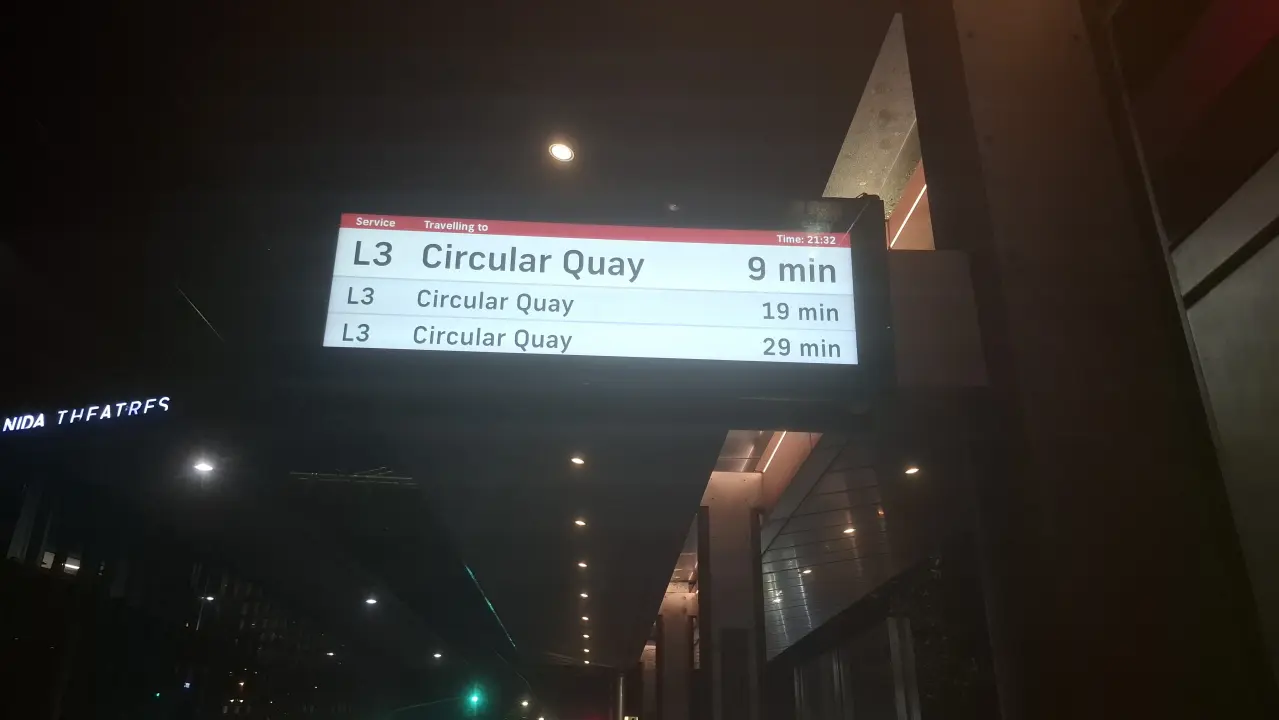 Service Travelling to Time: 21:32
L3 Circular Quay 9 min
L3 Circular Quay 19 min
L3 Circular Quay 29 min
NIDA THEATRES